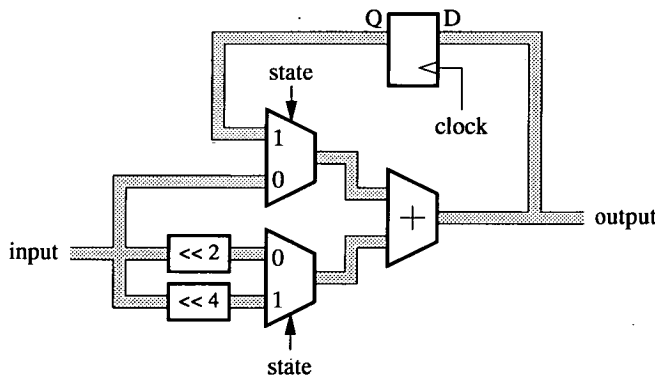 Q D
state
clock
1
0
+
output
input
<< 2
0
<< 4
1
state